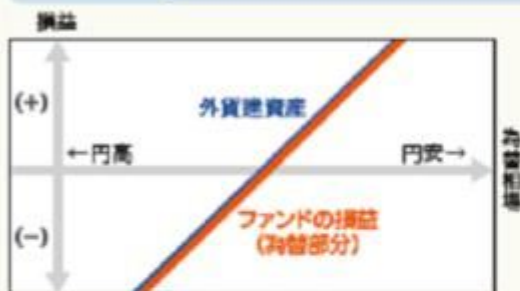 損益
(+)
外貨建資産
←円高
円安→
為替相場
(-)
ファンドの損益
(為替部分)